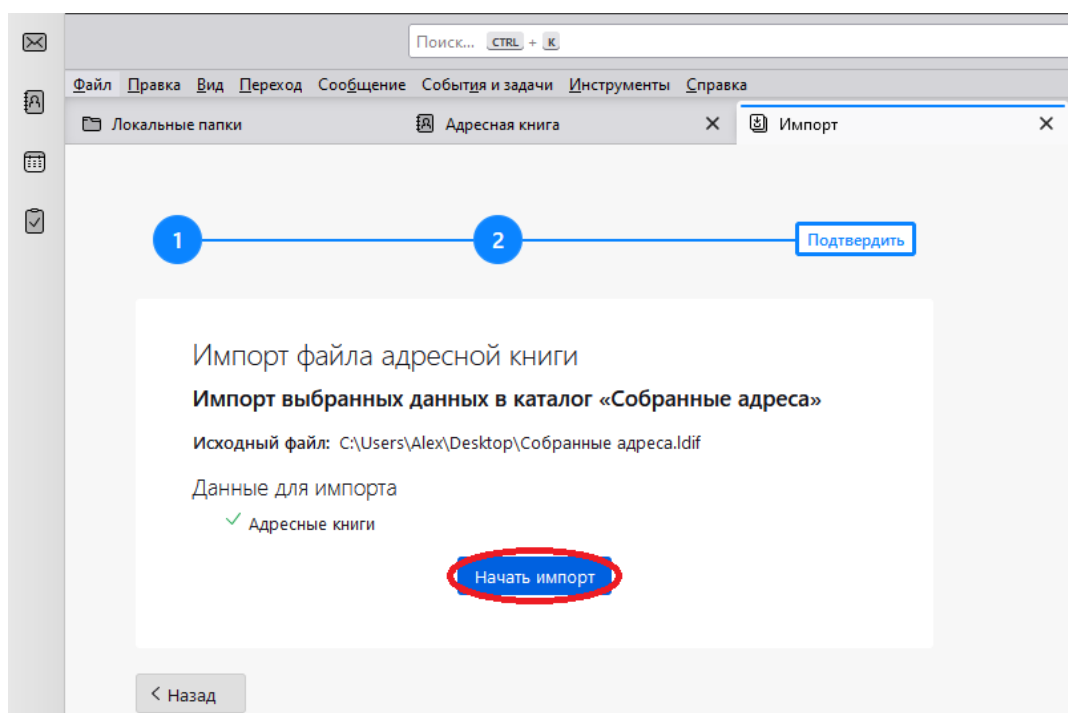 Поиск... CTRL + K
Файл Правка Вид Переход Сообщение События и задачи Инструменты Справка
Локальные папки Адресная книга Импорт
1 2 Подтвердить
Импорт файла адресной книги
Импорт выбранных данных в каталог «Собранные адреса»
Исходный файл: C:\Users\Alex\Desktop\Собранные адреса.ldif
Данные для импорта
Адресные книги
Начать импорт
Назад